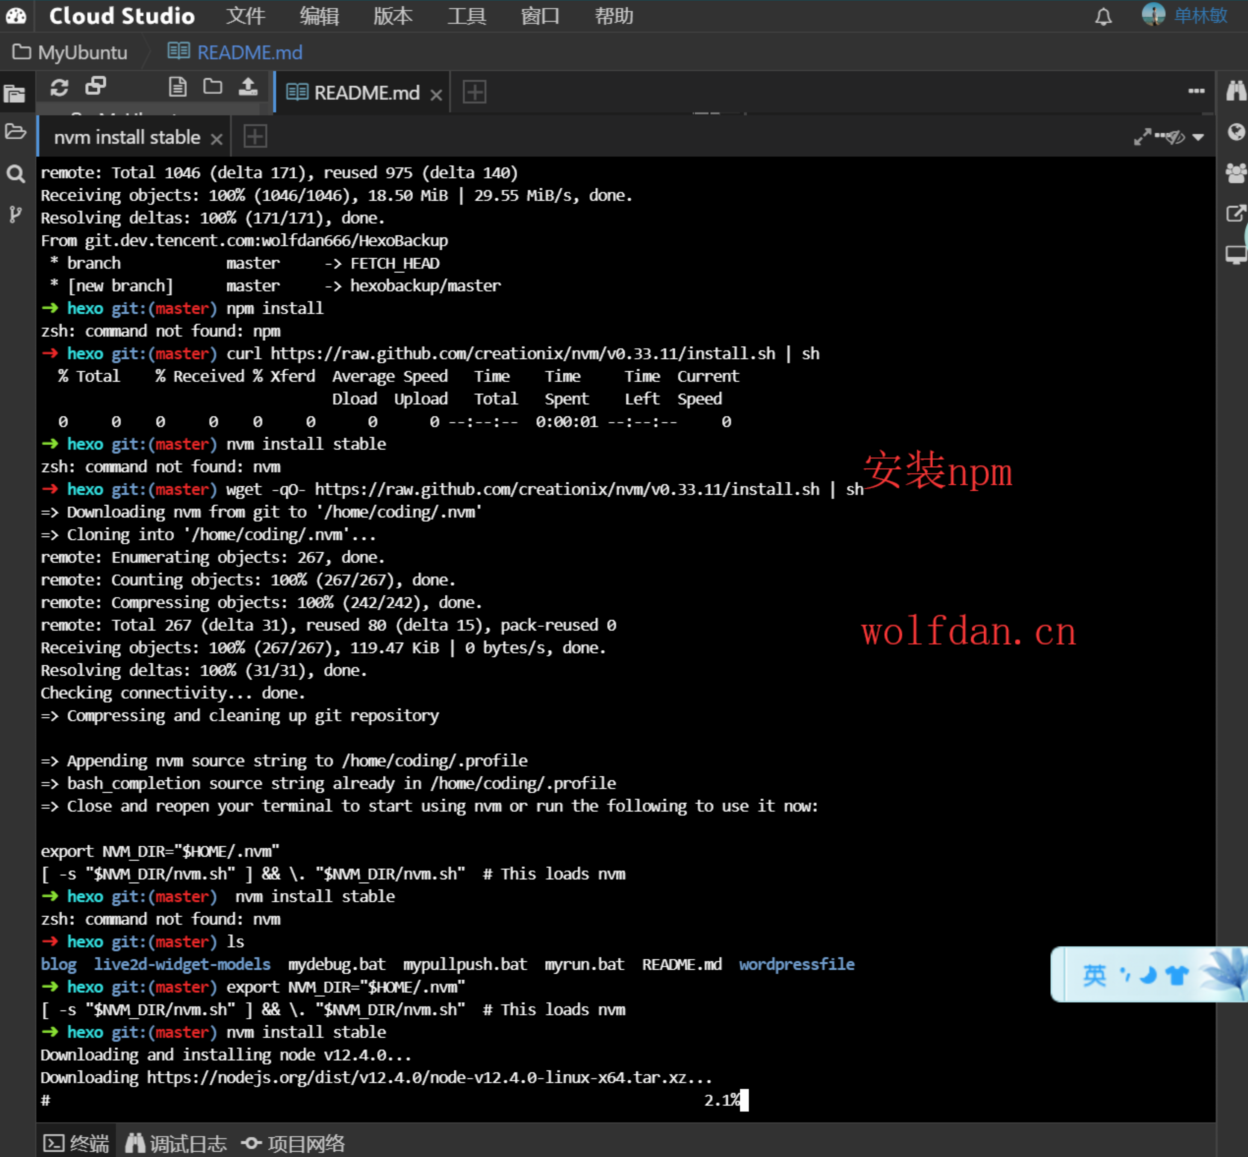 Cloud Studio 文件 编辑 版本 工具 窗口 帮助 单林敏
MyUbuntu README.md
README.md ×
nvm install stable ×
remote: Total 1046 (delta 171), reused 975 (delta 140)
Receiving objects: 100% (1046/1046), 18.50 MiB | 29.55 MiB/s, done.
Resolving deltas: 100% (171/171), done.
From git.dev.tencent.com:wolfdan666/HexoBackup
* branch master -> FETCH_HEAD
* [new branch] master -> hexobackup/master
→ hexo git:(master) npm install
zsh: command not found: npm
→ hexo git:(master) curl https://raw.github.com/creationix/nvm/v0.33.11/install.sh | sh
% Total % Received % Xferd Average Speed Time Time Time Current
Dload Upload Total Spent Left Speed
0 0 0 0 0 0 0 0 --:--:-- 0:00:01 --:--:-- 0
→ hexo git:(master) nvm install stable
zsh: command not found: nvm
安装npm
→ hexo git:(master) wget -qO- https://raw.github.com/creationix/nvm/v0.33.11/install.sh | sh
=> Downloading nvm from git to '/home/coding/.nvm'
=> Cloning into '/home/coding/.nvm'...
remote: Enumerating objects: 267, done.
remote: Counting objects: 100% (267/267), done.
remote: Compressing objects: 100% (242/242), done.
remote: Total 267 (delta 31), reused 80 (delta 15), pack-reused 0
wolfdan.cn
Receiving objects: 100% (267/267), 119.47 KiB | 0 bytes/s, done.
Resolving deltas: 100% (31/31), done.
Checking connectivity... done.
=> Compressing and cleaning up git repository
=> Appending nvm source string to /home/coding/.profile
=> bash_completion source string already in /home/coding/.profile
=> Close and reopen your terminal to start using nvm or run the following to use it now:
export NVM_DIR="$HOME/.nvm"
[ -s "$NVM_DIR/nvm.sh" ] && \. "$NVM_DIR/nvm.sh" # This loads nvm
→ hexo git:(master) nvm install stable
zsh: command not found: nvm
→ hexo git:(master) ls
blog live2d-widget-models mydebug.bat mypullpush.bat myrun.bat README.md wordpressfile
→ hexo git:(master) export NVM_DIR="$HOME/.nvm"
[ -s "$NVM_DIR/nvm.sh" ] && \. "$NVM_DIR/nvm.sh" # This loads nvm
→ hexo git:(master) nvm install stable
Downloading and installing node v12.4.0...
Downloading https://nodejs.org/dist/v12.4.0/node-v12.4.0-linux-x64.tar.xz...
# 2.1%
英
终端 调试日志 项目网络